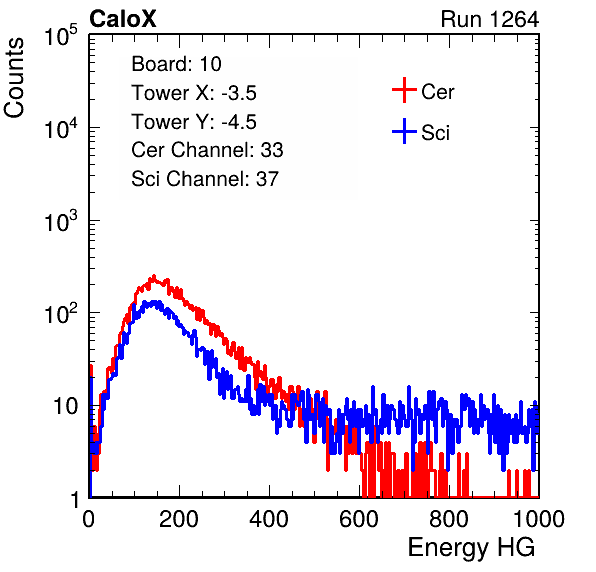 CaloX Run 1264
Counts
10^5
10^4
10^3
10^2
10
1
Board: 10
Tower X: -3.5
Tower Y: -4.5
Cer Channel: 33
Sci Channel: 37
Cer
Sci
0 200 400 600 800 1000
Energy HG